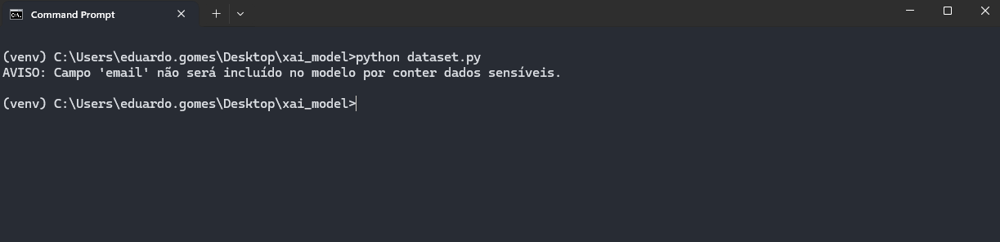 Command Prompt
(venv) C:\Users\eduardo.gomes\Desktop\xai_model>python dataset.py
AVISO: Campo 'email' não será incluído no modelo por conter dados sensíveis.
(venv) C:\Users\eduardo.gomes\Desktop\xai_model>